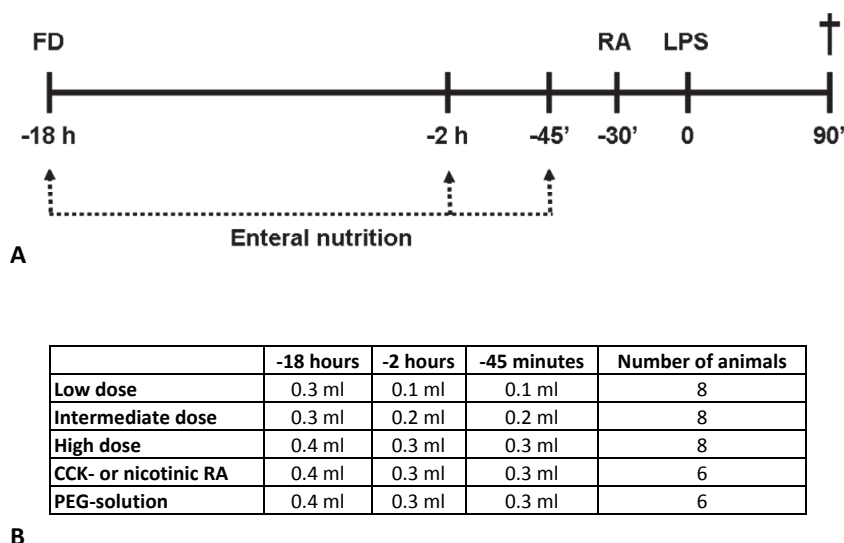 FD RA LPS †
-18 h -2 h -45' -30' 0 90'
Enteral nutrition
A
-18 hours -2 hours -45 minutes Number of animals
Low dose 0.3 ml 0.1 ml 0.1 ml 8
Intermediate dose 0.3 ml 0.2 ml 0.2 ml 8
High dose 0.4 ml 0.3 ml 0.3 ml 8
CCK- or nicotinic RA 0.4 ml 0.3 ml 0.3 ml 6
PEG-solution 0.4 ml 0.3 ml 0.3 ml 6
B